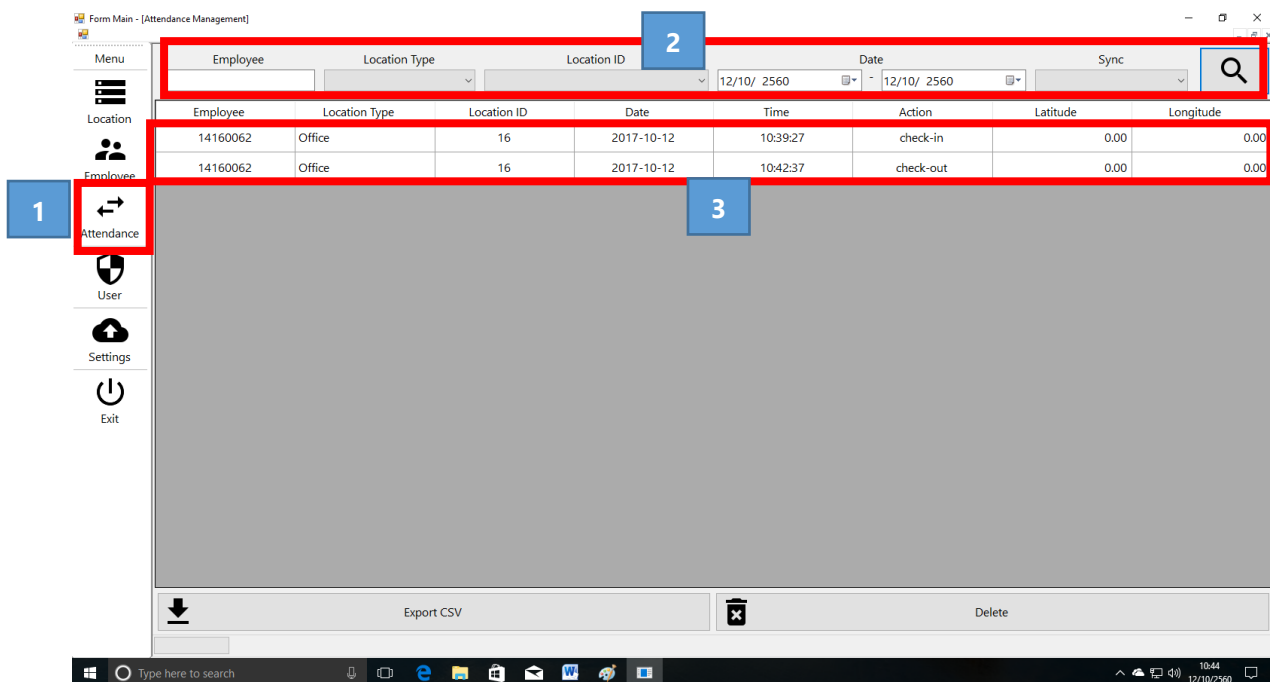 Form Main - [Attendance Management]
2
Menu
Employee Location Type Location ID Date Sync
12/10/ 2560 - 12/10/ 2560
Location
Employee Location Type Location ID Date Time Action Latitude Longitude
14160062 Office 16 2017-10-12 10:39:27 check-in 0.00 0.00
14160062 Office 16 2017-10-12 10:42:37 check-out 0.00 0.00
Employee
1
3
Attendance
User
Settings
Exit
Export CSV Delete
Type here to search
10:44
12/10/2560